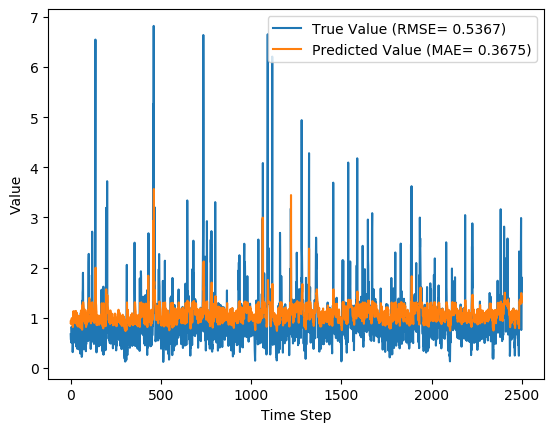 True Value (RMSE= 0.5367)
Predicted Value (MAE= 0.3675)
7
6
5
4
3
2
1
0
Value
0 500 1000 1500 2000 2500
Time Step